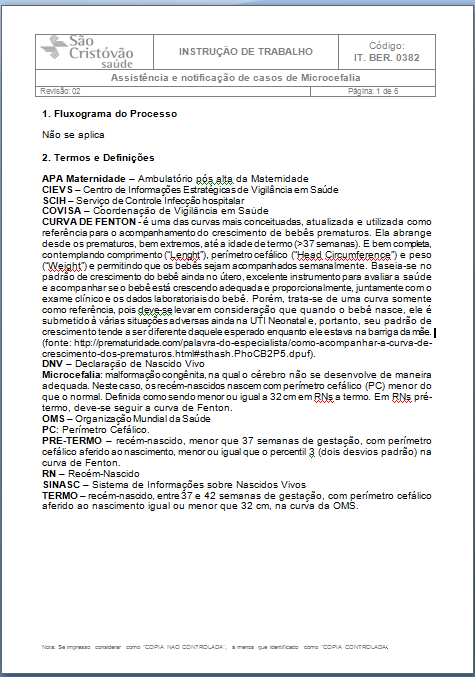 São
Cristóvão
saúde
INSTRUÇÃO DE TRABALHO
Código:
IT. BER. 0382
Assistência e notificação de casos de Microcefalia
Revisão: 02
Página: 1 de 6
1. Fluxograma do Processo
Não se aplica
2. Termos e Definições
APA Maternidade – Ambulatório pós alta da Maternidade
CIEVS – Centro de Informações Estratégicas de Vigilância em Saúde
SCIH – Serviço de Controle Infecção hospitalar
COVISA – Coordenação de Vigilância em Saúde
CURVA DE FENTON - é uma das curvas mais conceituadas, atualizada e utilizada como
referência para o acompanhamento do crescimento de bebês prematuros. Ela abrange
desde os prematuros, bem extremos, até a idade de termo (>37 semanas). E bem completa,
contemplando comprimento ("Lenght"), perímetro cefálico ("Head Circumference") e peso
("Weight") e permitindo que os bebês sejam acompanhados semanalmente. Baseia-se no
padrão de crescimento do bebê ainda no útero, excelente instrumento para avaliar a saúde
e acompanhar se o bebê está crescendo adequada e proporcionalmente, juntamente com o
exame clínico e os dados laboratoriais do bebê. Porém, trata-se de uma curva somente
como referência, pois deve-se levar em consideração que quando o bebê nasce, ele é
submetido à várias situações adversas ainda na UTI Neonatal e, portanto, seu padrão de
crescimento tende a ser diferente daquele esperado enquanto ele estava na barriga da mãe.
(fonte: http://prematuridade.com/palavra-do-especialista/como-acompanhar-a-curva-de-
crescimento-dos-prematuros.html#sthash.PhoCB2P5.dpuf).
DNV – Declaração de Nascido Vivo
Microcefalia: malformação congênita, na qual o cérebro não se desenvolve de maneira
adequada. Neste caso, os recém-nascidos nascem com perímetro cefálico (PC) menor do
que o normal. Definida como sendo menor ou igual a 32 cm em RNs a termo. Em RNs pré-
termo, deve-se seguir a curva de Fenton.
OMS – Organização Mundial da Saúde
PC: Perímetro Cefálico.
PRE-TERMO – recém-nascido, menor que 37 semanas de gestação, com perímetro
cefálico aferido ao nascimento, menor ou igual que o percentil 3 (dois desvios padrão) na
curva de Fenton.
RN – Recém-Nascido
SINASC – Sistema de Informações sobre Nascidos Vivos
TERMO – recém-nascido, entre 37 e 42 semanas de gestação, com perímetro cefálico
aferido ao nascimento igual ou menor que 32 cm, na curva da OMS.
Nota: Se impresso considerar como "COPIA NÃO CONTROLADA", a menos que identificado como "COPIA CONTROLADA.